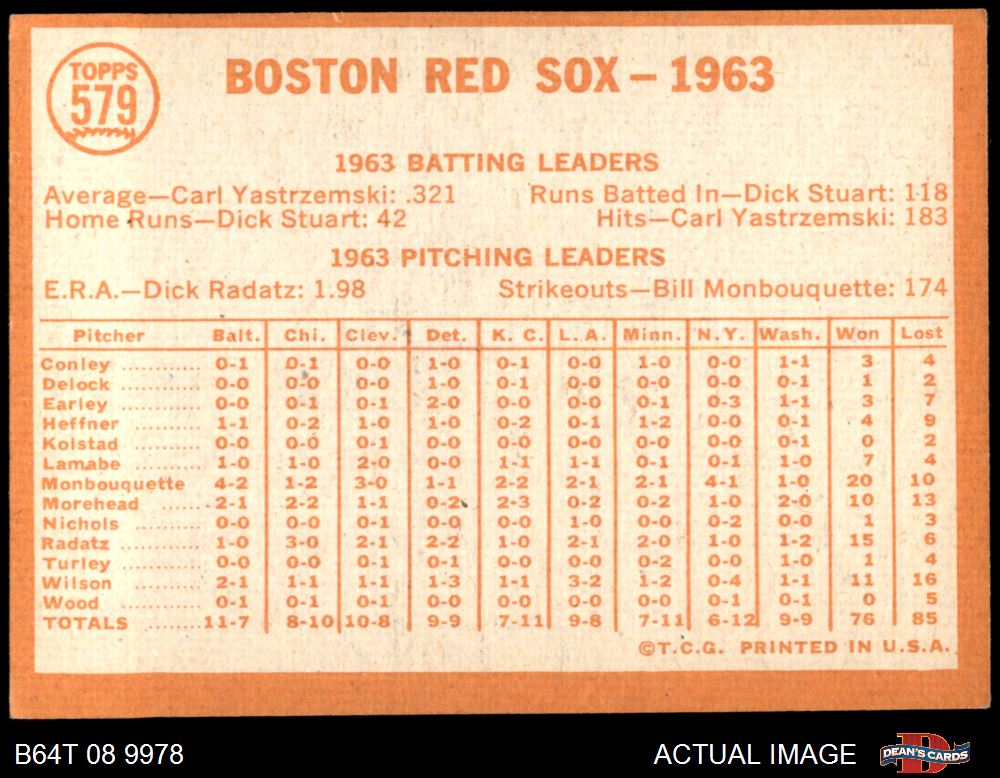 TOPPS
579
BOSTON RED SOX – 1963
1963 BATTING LEADERS
Average—Carl Yastrzemski: .321 Runs Batted In—Dick Stuart: 118
Home Runs—Dick Stuart: 42 Hits—Carl Yastrzemski: 183
1963 PITCHING LEADERS
E.R.A.—Dick Radatz: 1.98 Strikeouts—Bill Monbouquette: 174
Pitcher Balt. Chi. Clev. Det. K. C. L. A. Minn. N.Y. Wash. Won Lost
Conley ............ 0-1 0-1 0-0 1-0 0-1 0-0 1-0 0-0 1-1 3 4
Delock .......... 0-0 0-0 0-0 1-0 0-1 0-0 0-0 0-0 0-0 1 2
Earley ............ 0-0 0-1 0-1 2-0 0-0 0-0 0-1 0-3 1-1 3 7
Heffner .......... 1-1 0-2 1-0 1-0 0-2 0-1 1-2 0-0 0-1 4 9
Kolstad .......... 0-0 0-0 0-1 0-0 0-0 0-0 0-0 0-0 0-1 0 2
Lamabe .......... 1-0 1-0 2-0 0-0 1-1 1-1 0-1 0-1 1-0 7 4
Monbouquette 4-2 1-2 3-0 1-1 2-2 2-1 2-1 4-1 1-0 20 10
Morehead ...... 2-1 2-2 1-1 0-2 2-3 0-2 0-2 1-0 2-0 10 13
Nichols .......... 0-0 0-0 0-1 0-0 0-0 1-0 0-0 0-2 0-0 1 3
Radatz ............ 1-0 3-0 2-1 2-2 1-0 2-1 2-0 1-0 1-2 15 6
Turley ............ 0-0 0-0 0-1 0-1 0-0 0-0 0-2 0-0 1-0 1 4
Wilson ............ 2-1 1-1 1-1 1-3 1-1 3-2 1-2 0-4 1-1 11 16
Wood .............. 0-1 0-1 0-1 0-0 0-0 0-0 0-0 0-1 0-1 0 5
TOTALS ........ 11-7 8-10 10-8 9-9 7-11 9-8 7-11 6-12 9-9 76 85
©T.C.G. PRINTED IN U.S.A.
B64T 08 9978 ACTUAL IMAGE
DEAN'S CARDS